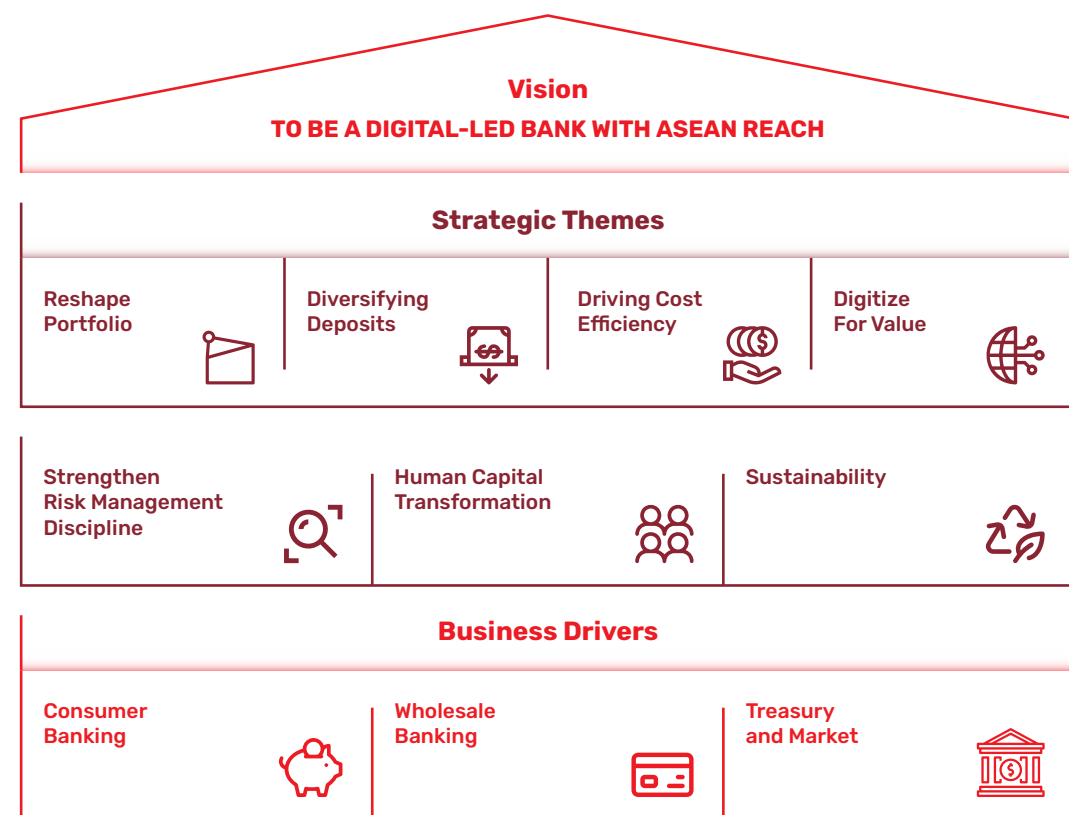 Vision
TO BE A DIGITAL-LED BANK WITH ASEAN REACH
Strategic Themes
Reshape
Portfolio
Diversifying
Deposits
Driving Cost
Efficiency
Digitize
For Value
Strengthen
Risk Management
Discipline
Human Capital
Transformation
Sustainability
Business Drivers
Consumer
Banking
Wholesale
Banking
Treasury
and Market